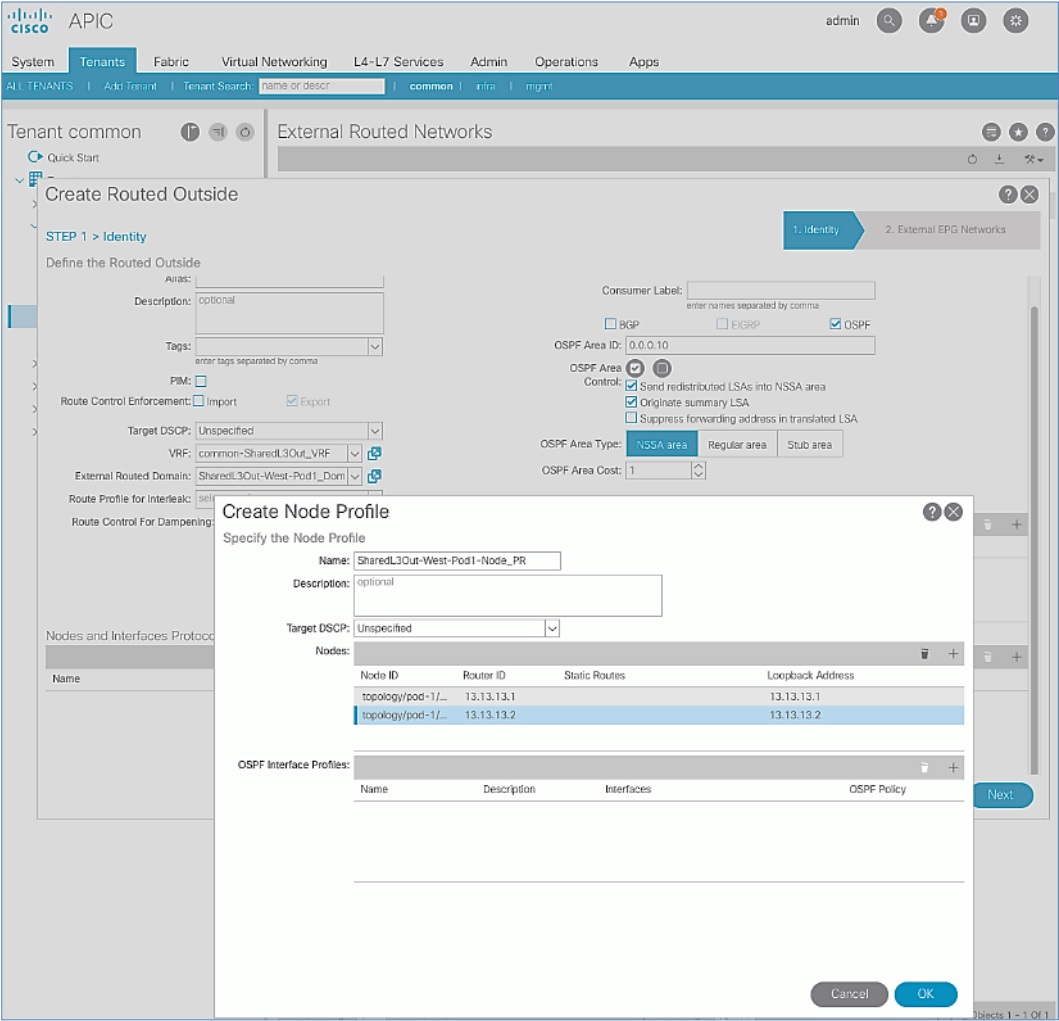 CISCO APIC admin 1
System Tenants Fabric Virtual Networking L4-L7 Services Admin Operations Apps
ALL TENANTS | Add Tenant | Tenant Search: name or descr | common | infra | mgmt
Tenant common
External Routed Networks
Quick Start
Create Routed Outside
STEP 1 > Identity
1. Identity
2. External EPG Networks
Define the Routed Outside
Alias:
Description: optional
Tags:
enter tags separated by comma
PIM:
Route Control Enforcement: Import Export
Target DSCP: Unspecified
VRF: common-SharedL3Out_VRF
External Routed Domain: SharedL3Out-West-Pod1_Dom
Route Profile for Interleak:
Route Control For Dampening:
Consumer Label:
enter names separated by comma
BGP EIGRP OSPF
OSPF Area ID: 0.0.0.10
OSPF Area
Control:
Send redistributed LSAs into NSSA area
Originate summary LSA
Suppress forwarding address in translated LSA
OSPF Area Type: NSSA area Regular area Stub area
OSPF Area Cost: 1
Nodes and Interfaces
Name
Next
Create Node Profile
Specify the Node Profile
Name: SharedL3Out-West-Pod1-Node_PR
Description: optional
Target DSCP: Unspecified
Nodes:
Node ID Router ID Static Routes Loopback Address
topology/pod-1/... 13.13.13.1 13.13.13.1
topology/pod-1/... 13.13.13.2 13.13.13.2
OSPF Interface Profiles:
Name Description Interfaces OSPF Policy
Cancel OK
Objects 1 - 1 Of 1